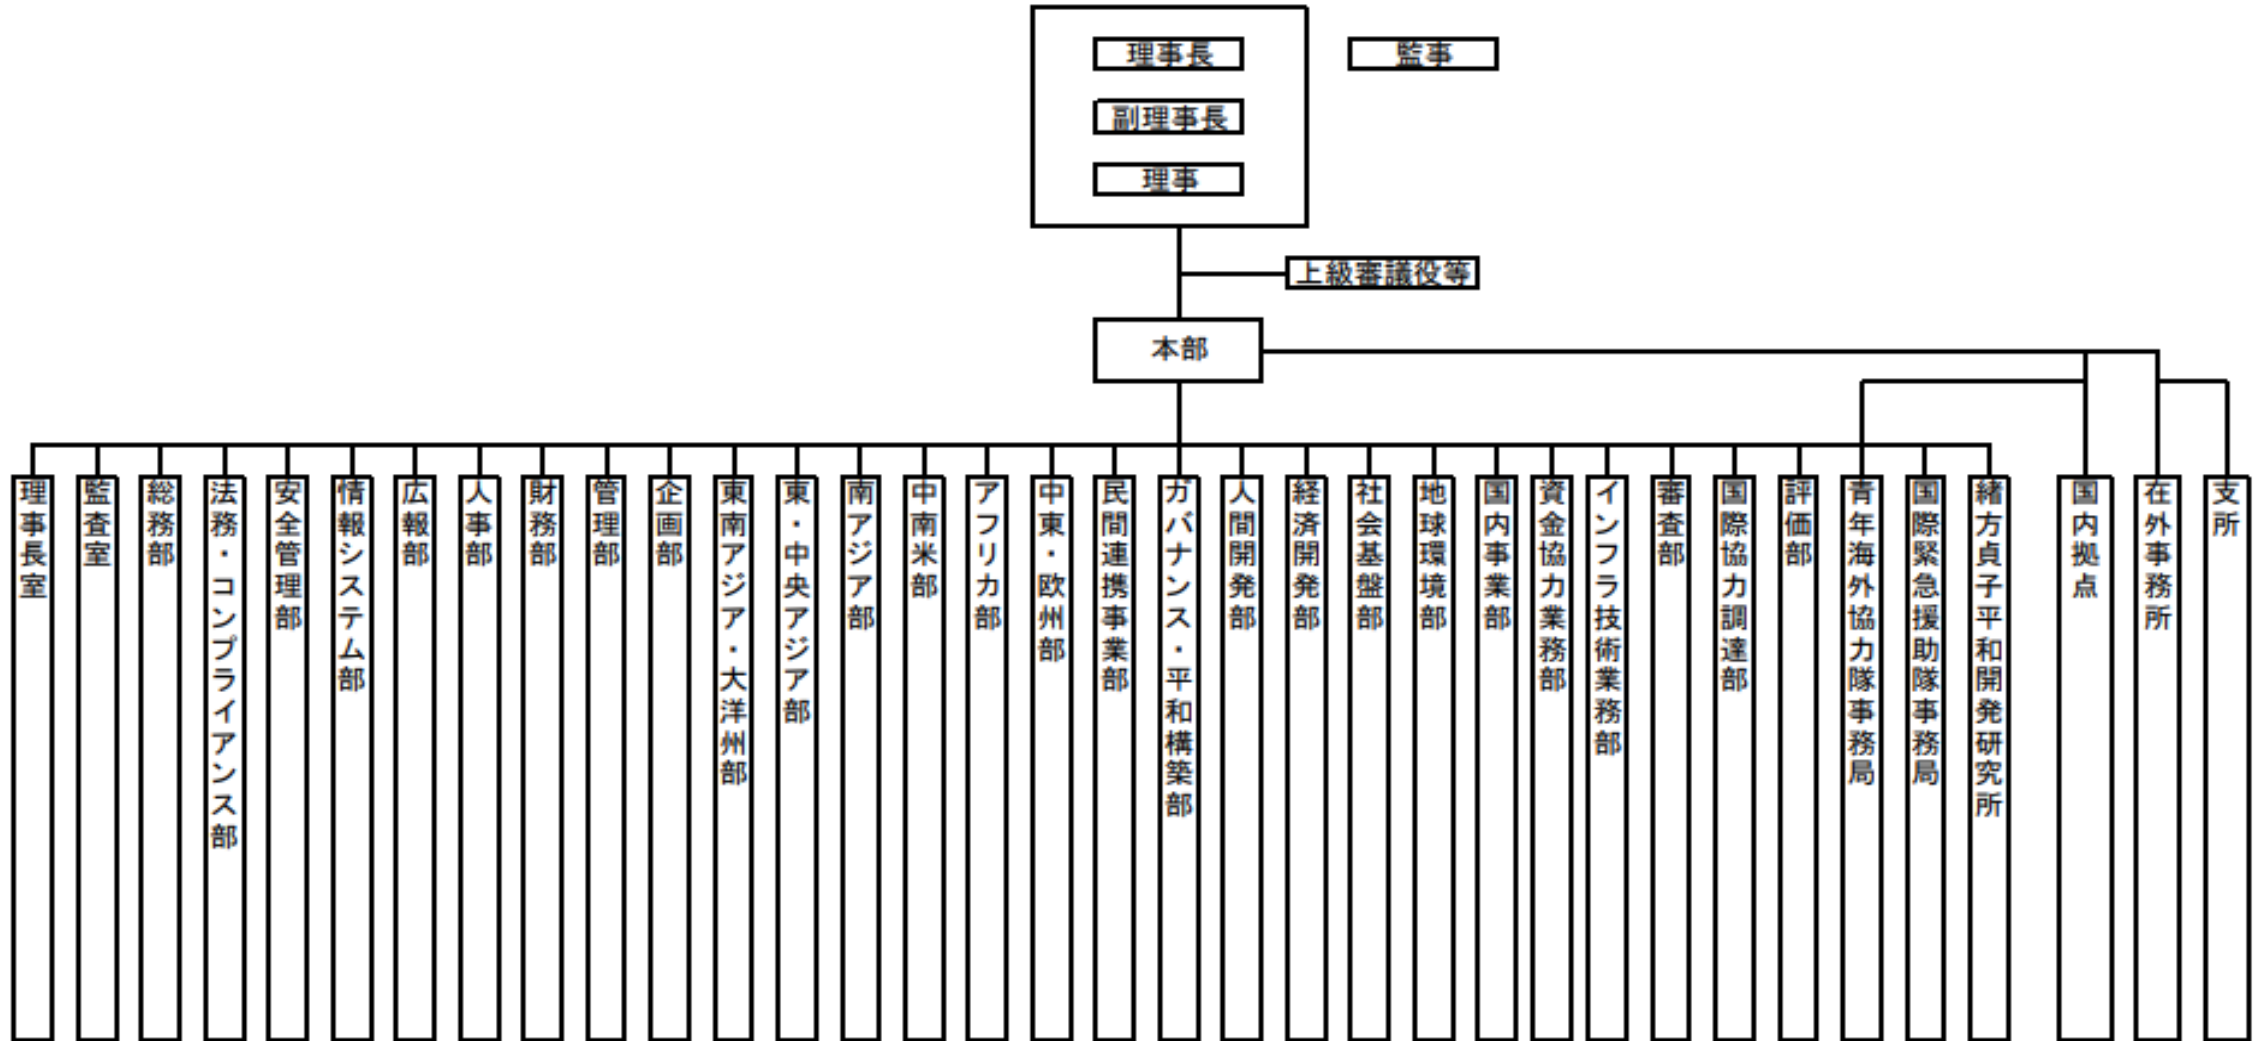 理事長
監事
副理事長
理事
上級審議役等
本部
理事長室
監査室
総務部
法務・コンプライアンス部
安全管理部
情報システム部
広報部
人事部
財務部
管理部
企画部
東南アジア・大洋州部
東・中央アジア部
南アジア部
中南米部
アフリカ部
中東・欧州部
民間連携事業部
ガバナンス・平和構築部
人間開発部
経済開発部
社会基盤部
地球環境部
国内事業部
資金協力業務部
インフラ技術業務部
審査部
国際協力調達部
評価部
青年海外協力隊事務局
国際緊急援助隊事務局
緒方貞子平和開発研究所
国内拠点
在外事務所
支所